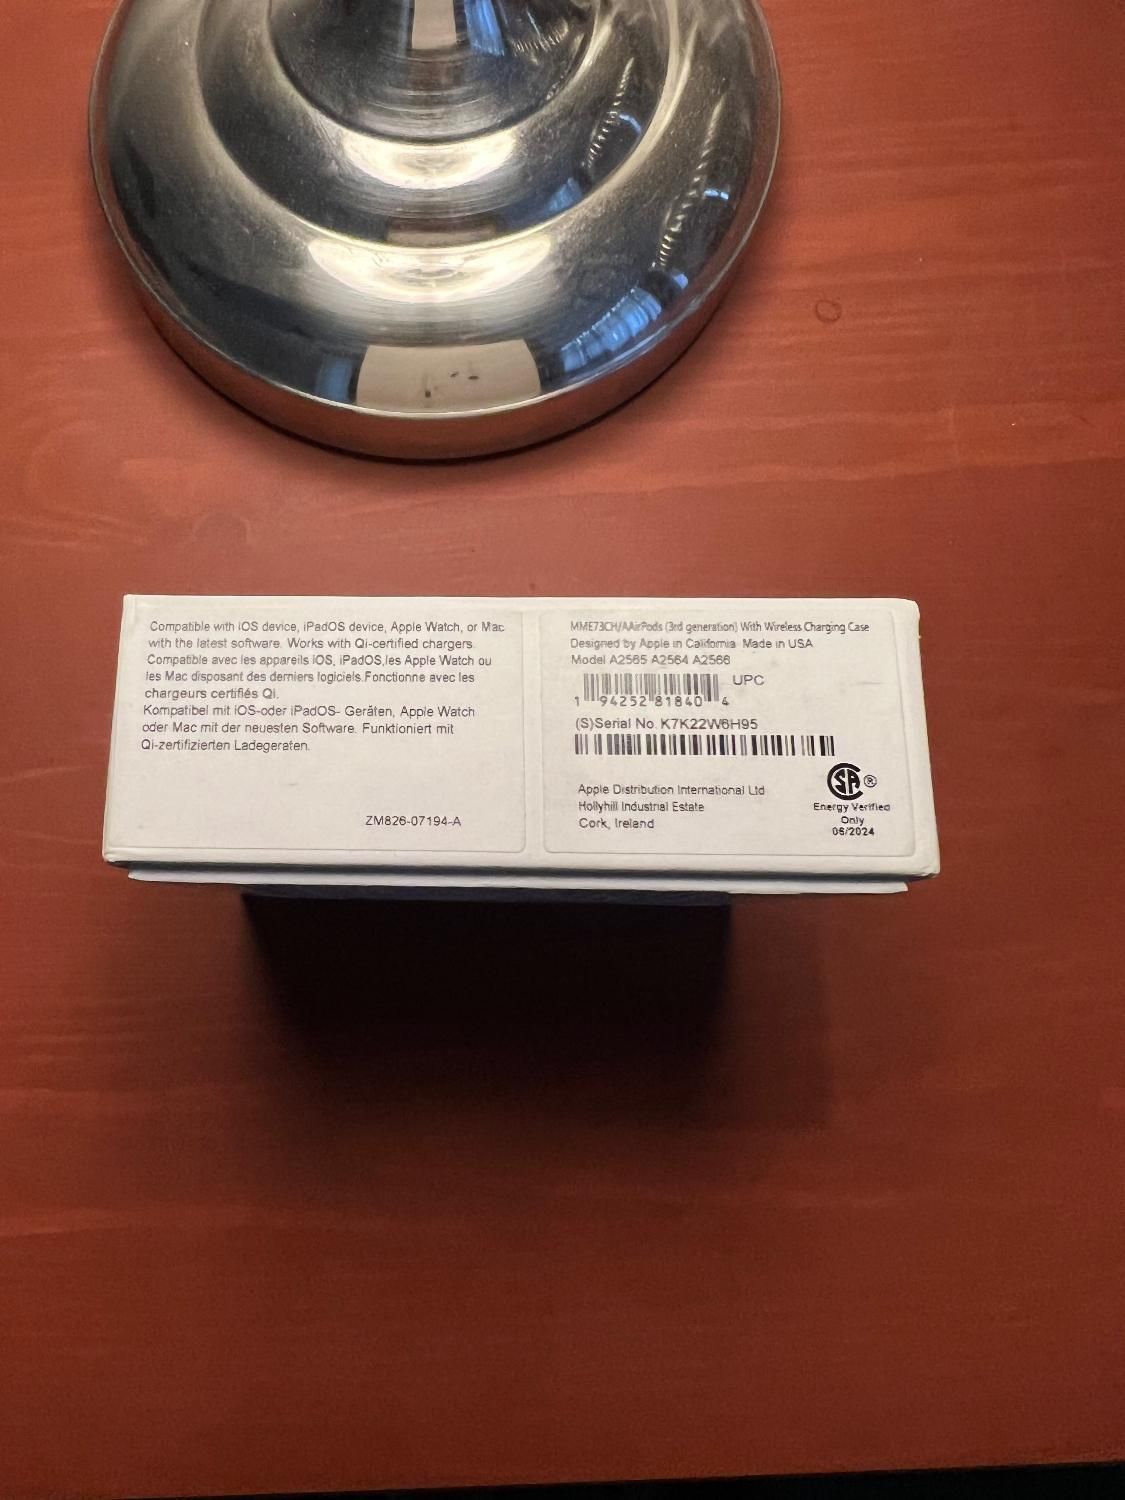 Compatible with iOS device, iPadOS device, Apple Watch, or Mac
with the latest software. Works with Qi-certified chargers.
Compatible avec les appareils iOS, iPadOS,les Apple Watch ou
les Mac disposant des derniers logiciels.Fonctionne avec les
chargeurs certifiés Qi.
Kompatibel mit iOS-oder iPadOS- Geräten, Apple Watch
oder Mac mit der neuesten Software. Funktioniert mit
Qi-zertifizierten Ladegeraten.
ZM826-07194-A
MME73CH/AAirPods (3rd generation) With Wireless Charging Case
Designed by Apple in California Made in USA
Model A2565 A2564 A2566
UPC
1 94252 81840 4
(S)Serial No. K7K22W6H95
Apple Distribution International Ltd
Hollyhill Industrial Estate
Cork, Ireland
SA ®
Energy Verified
Only
06/2024